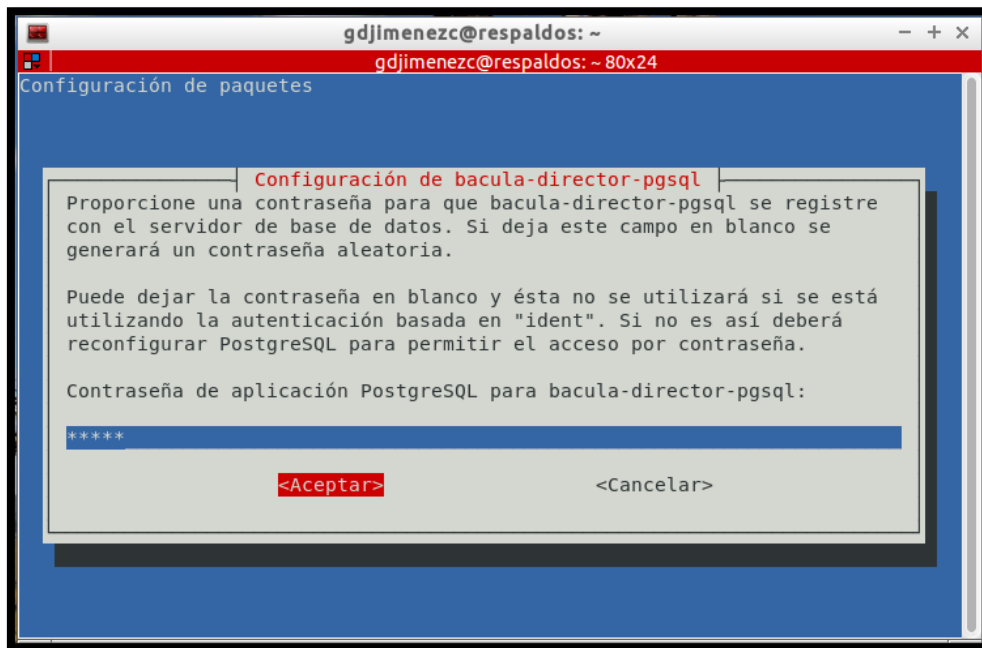 gdjimenezc@respaldos: ~
gdjimenezc@respaldos: ~ 80x24
Configuración de paquetes
Configuración de bacula-director-pgsql
Proporcione una contraseña para que bacula-director-pgsql se registre
con el servidor de base de datos. Si deja este campo en blanco se
generará un contraseña aleatoria.
Puede dejar la contraseña en blanco y ésta no se utilizará si se está
utilizando la autenticación basada en "ident". Si no es así deberá
reconfigurar PostgreSQL para permitir el acceso por contraseña.
Contraseña de aplicación PostgreSQL para bacula-director-pgsql:
*****
<Aceptar> <Cancelar>